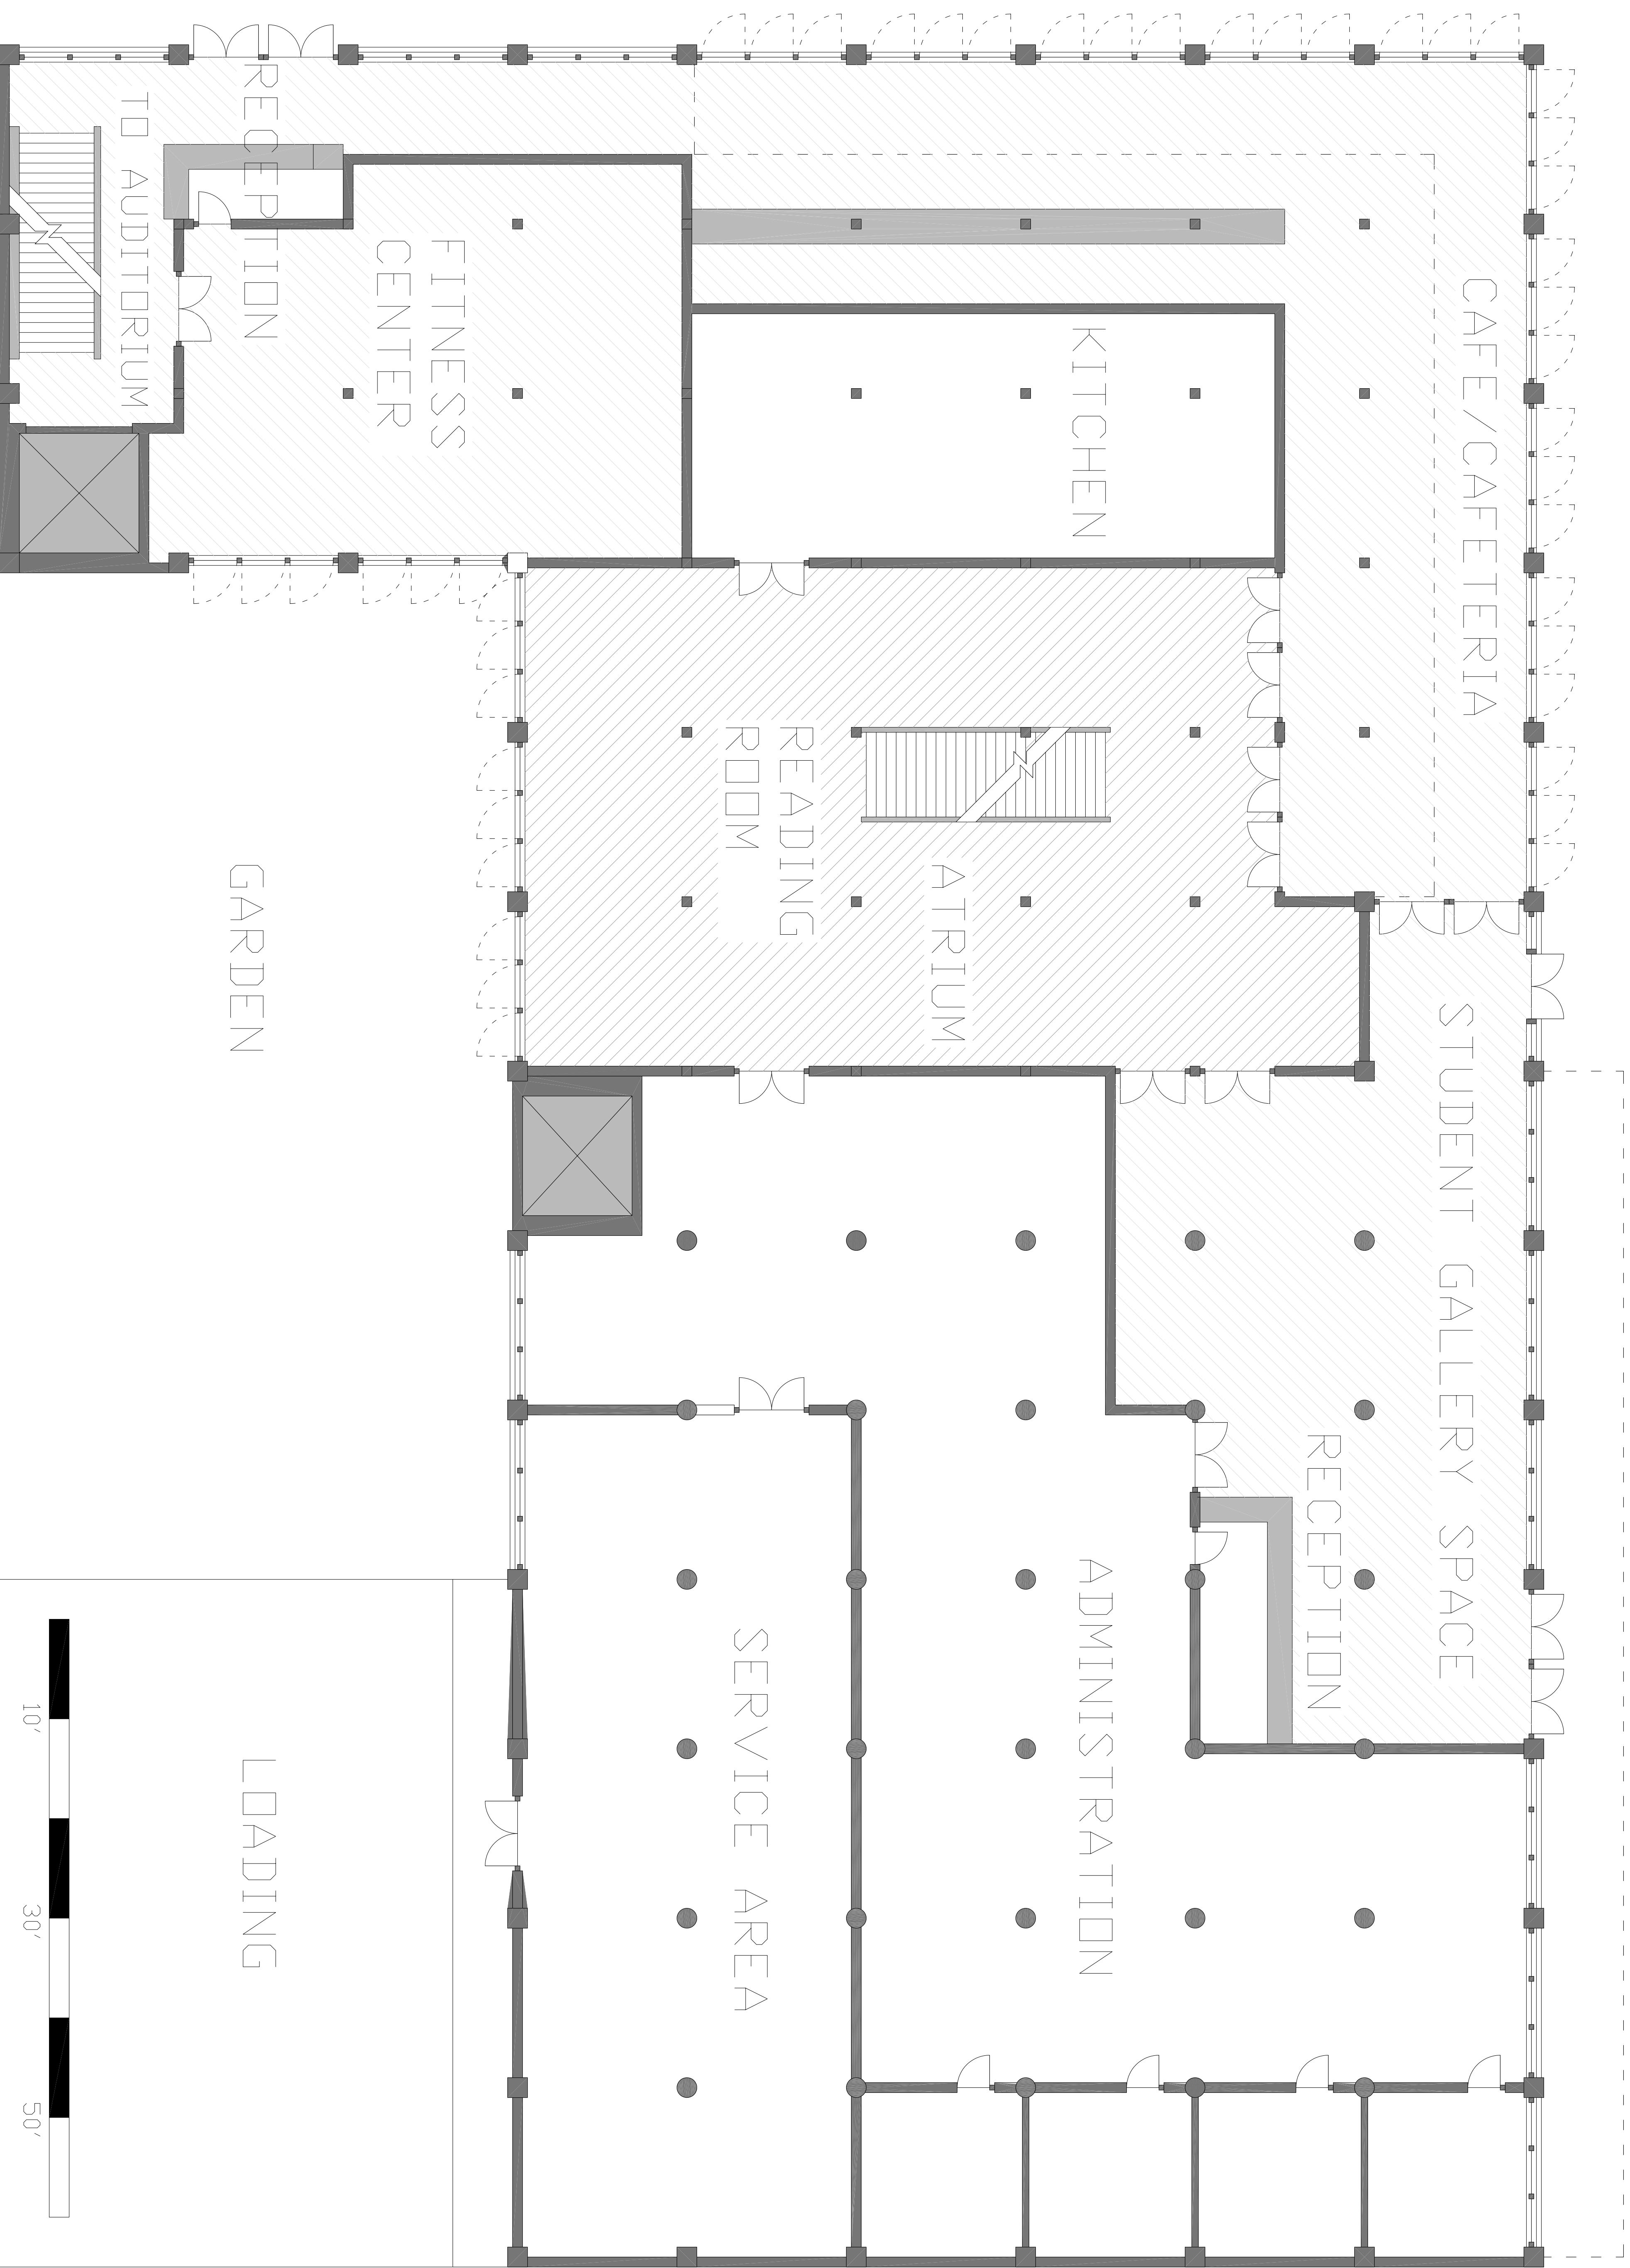 CAFE/CAFETERIA
STUDENT GALLERY SPACE
RECEPTION
KITCHEN
ADMINISTRATION
ATRIUM
READING
ROOM
SERVICE AREA
FITNESS
CENTER
RECEPTION
TO AUDITORIUM
GARDEN
LOADING
10'
30'
50'